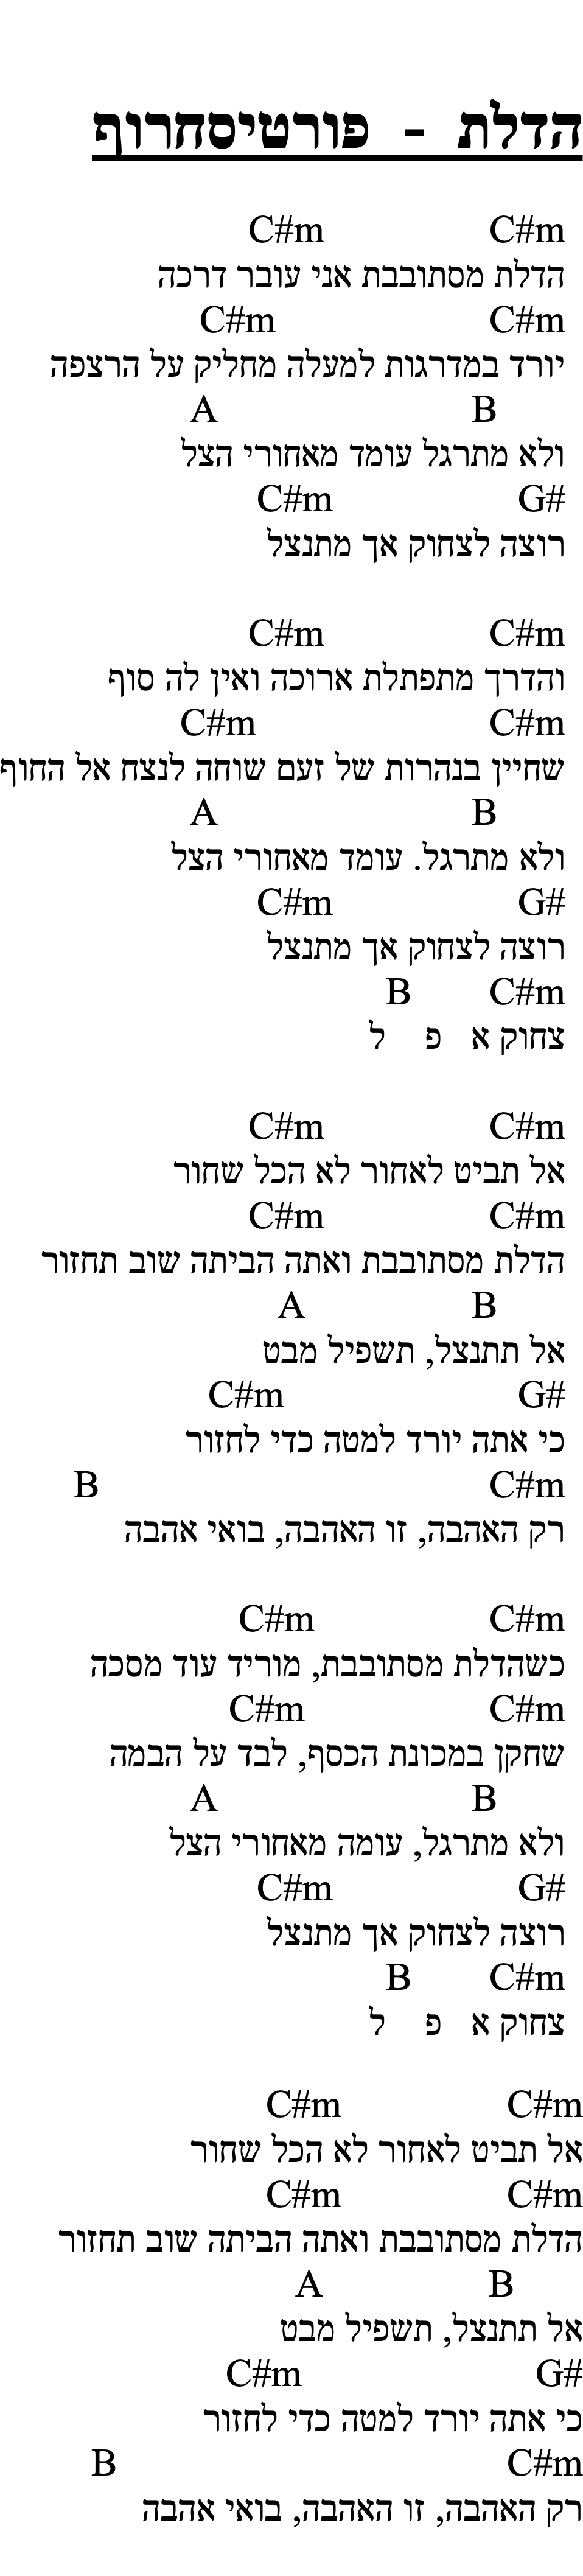 הדלת - פורטיסחרוף
C#m C#m
הדלת מסתובבת אני עובר דרכה
C#m C#m
יורד במדרגות למעלה מחליק על הרצפה
B A
ולא מתרגל עומד מאחורי הצל
G# C#m
רוצה לצחוק אך מתנצל
C#m C#m
והדרך מתפתלת ארוכה ואין לה סוף
C#m C#m
שחיין בנהרות של זעם שוחה לנצח אל החוף
B A
ולא מתרגל. עומד מאחורי הצל
G# C#m
רוצה לצחוק אך מתנצל
C#m B
צחוק א פ ל
C#m C#m
אל תביט לאחור לא הכל שחור
C#m C#m
הדלת מסתובבת ואתה הביתה שוב תחזור
B A
אל תתנצל, תשפיל מבט
G# C#m
כי אתה יורד למטה כדי לחזור
C#m B
רק האהבה, זו האהבה, בואי אהבה
C#m C#m
כשהדלת מסתובבת, מוריד עוד מסכה
C#m C#m
שחקן במכונת הכסף, לבד על הבמה
B A
ולא מתרגל, עומה מאחורי הצל
G# C#m
רוצה לצחוק אך מתנצל
C#m B
צחוק א פ ל
C#m C#m
אל תביט לאחור לא הכל שחור
C#m C#m
הדלת מסתובבת ואתה הביתה שוב תחזור
B A
אל תתנצל, תשפיל מבט
G# C#m
כי אתה יורד למטה כדי לחזור
C#m B
רק האהבה, זו האהבה, בואי אהבה